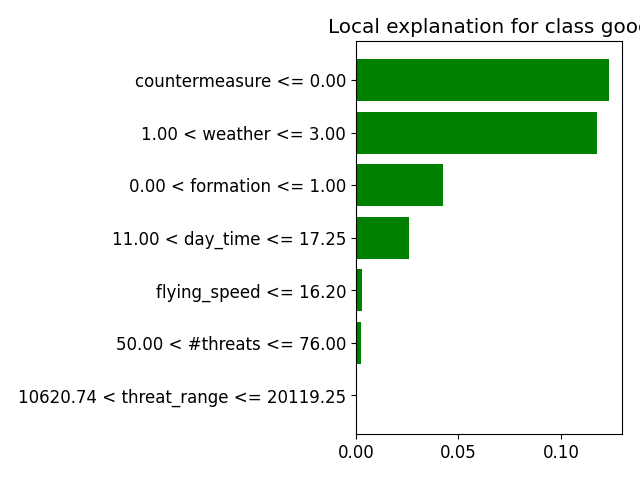 Local explanation for class good
countermeasure <= 0.00
1.00 < weather <= 3.00
0.00 < formation <= 1.00
11.00 < day_time <= 17.25
flying_speed <= 16.20
50.00 < #threats <= 76.00
10620.74 < threat_range <= 20119.25
0.00 0.05 0.10